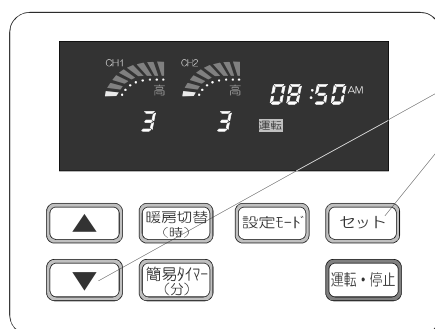 CH1 CH2
高 高 08:50AM
3 3 運転
▲ 暖房切替 設定モード セット
(時)
▼ 簡易タイマー 運転・停止
(分)